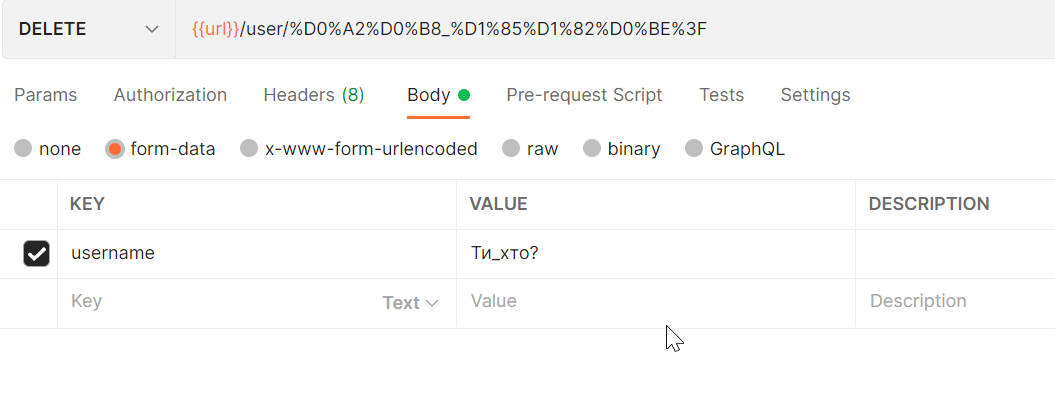 DELETE {{url}}/user/%D0%A2%D0%B8_%D1%85%D1%82%D0%BE%3F
Params Authorization Headers (8) Body Pre-request Script Tests Settings
none form-data x-www-form-urlencoded raw binary GraphQL
KEY VALUE DESCRIPTION
username Ти_хто?
Key Text Value Description